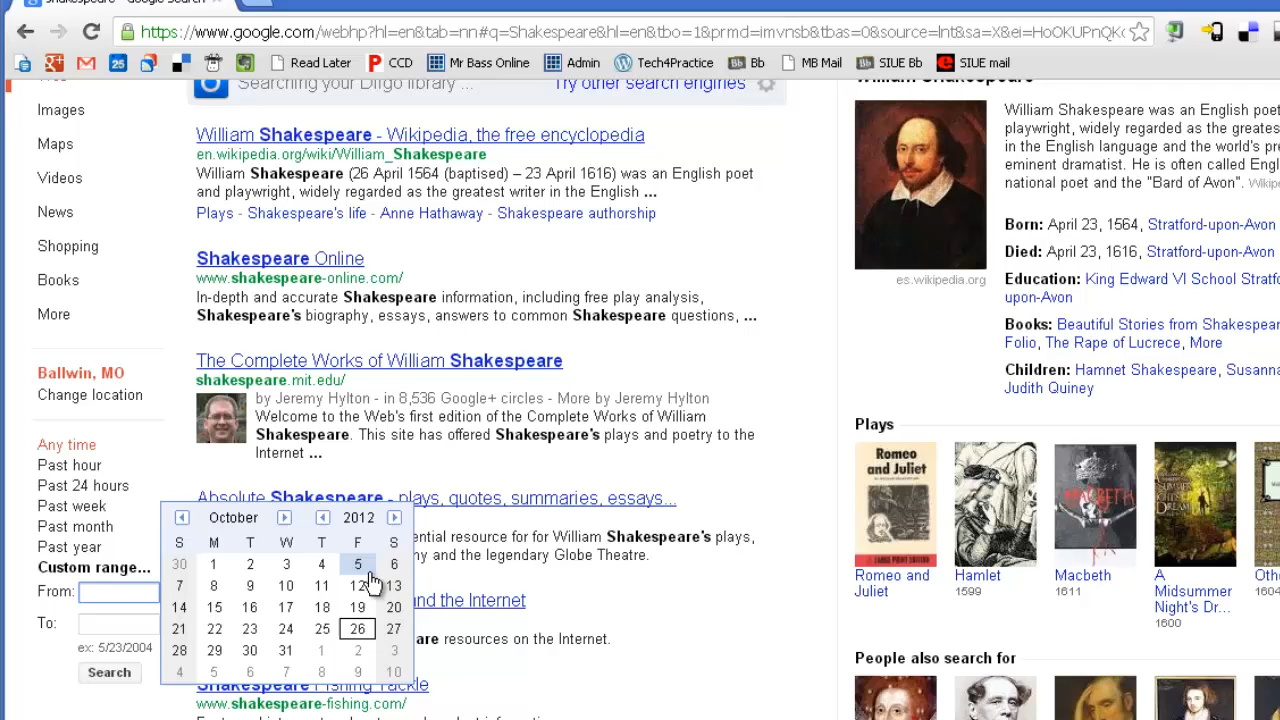 Shakespeare - Google Search
https://www.google.com/webhp?hl=en&tab=nn#q=Shakespeare&hl=en&tbo=1&prmd=imvnsb&tbas=0&source=lnt&sa=X&ei=HoOKUPnQK
25
Read Later
CCD
Mr Bass Online
Admin
Tech4Practice
Bb
MB Mail
SIUE Bb
SIUE mail
Images
Maps
Videos
News
Shopping
Books
More
Ballwin, MO
Change location
Any time
Past hour
Past 24 hours
Past week
Past month
Past year
Custom range...
From:
To:
ex: 5/23/2004
Search
October 2012
S M T W T F S
30 1 2 3 4 5 6
7 8 9 10 11 12 13
14 15 16 17 18 19 20
21 22 23 24 25 26 27
28 29 30 31 1 2 3
4 5 6 7 8 9 10
Searching your Diigo library ...
Try other search engines
William Shakespeare - Wikipedia, the free encyclopedia
en.wikipedia.org/wiki/William_Shakespeare
William Shakespeare (26 April 1564 (baptised) – 23 April 1616) was an English poet
and playwright, widely regarded as the greatest writer in the English ...
Plays - Shakespeare's life - Anne Hathaway - Shakespeare authorship
Shakespeare Online
www.shakespeare-online.com/
In-depth and accurate Shakespeare information, including free play analysis,
Shakespeare's biography, essays, answers to common Shakespeare questions, ...
The Complete Works of William Shakespeare
shakespeare.mit.edu/
by Jeremy Hylton - in 8,536 Google+ circles - More by Jeremy Hylton
Welcome to the Web's first edition of the Complete Works of William
Shakespeare. This site has offered Shakespeare's plays and poetry to the
Internet ...
Absolute Shakespeare - plays, quotes, summaries, essays...
ential resource for for William Shakespeare's plays,
and the legendary Globe Theatre.
and the Internet
resources on the Internet.
Shakespeare Fishing Tackle
www.shakespeare-fishing.com/
William Shakespeare
William Shakespeare was an English poet
playwright, widely regarded as the greates
in the English language and the world's pre
eminent dramatist. He is often called Eng
national poet and the "Bard of Avon". Wikip
es.wikipedia.org
Born: April 23, 1564, Stratford-upon-Avon
Died: April 23, 1616, Stratford-upon-Avon
Education: King Edward VI School Stratfo
upon-Avon
Books: Beautiful Stories from Shakespear
Folio, The Rape of Lucrece, More
Children: Hamnet Shakespeare, Susanna
Judith Quiney
Plays
Romeo
and Juliet
MACBETH
Romeo and
Juliet
Hamlet
1599
Macbeth
1611
A
Midsummer
Night's Dr...
1600
Oth
1604
People also search for